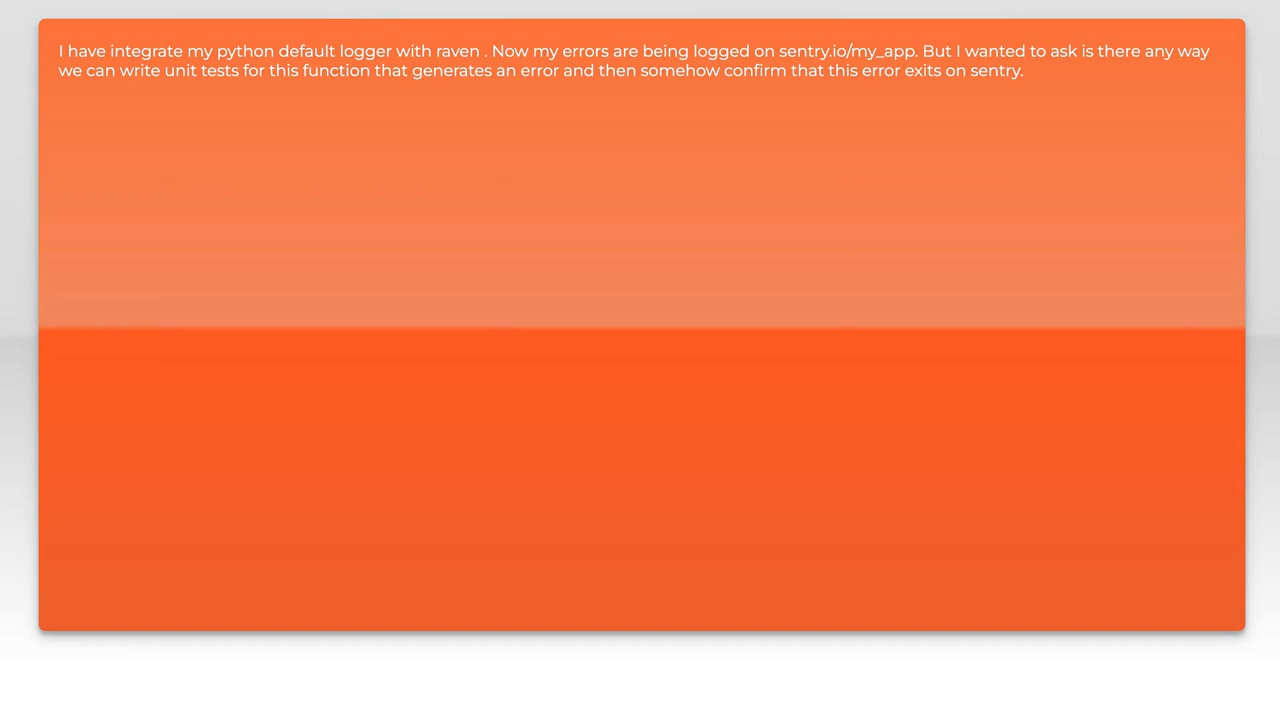 I have integrate my python default logger with raven . Now my errors are being logged on sentry.io/my_app. But I wanted to ask is there any way
we can write unit tests for this function that generates an error and then somehow confirm that this error exits on sentry.